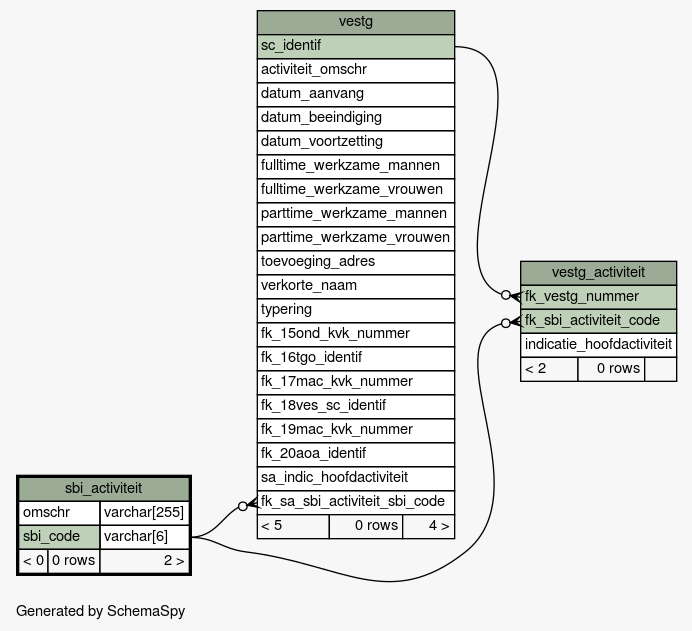 vestg
sc_identif
activiteit_omschr
datum_aanvang
datum_beeindiging
datum_voortzetting
fulltime_werkzame_mannen
fulltime_werkzame_vrouwen
parttime_werkzame_mannen
parttime_werkzame_vrouwen
toevoeging_adres
verkorte_naam
typering
fk_15ond_kvk_nummer
fk_16tgo_identif
fk_17mac_kvk_nummer
fk_18ves_sc_identif
fk_19mac_kvk_nummer
fk_20aoa_identif
sa_indic_hoofdactiviteit
fk_sa_sbi_activiteit_sbi_code
< 5 0 rows 4 >
vestg_activiteit
fk_vestg_nummer
fk_sbi_activiteit_code
indicatie_hoofdactiviteit
< 2 0 rows
sbi_activiteit
omschr varchar[255]
sbi_code varchar[6]
< 0 0 rows 2 >
Generated by SchemaSpy